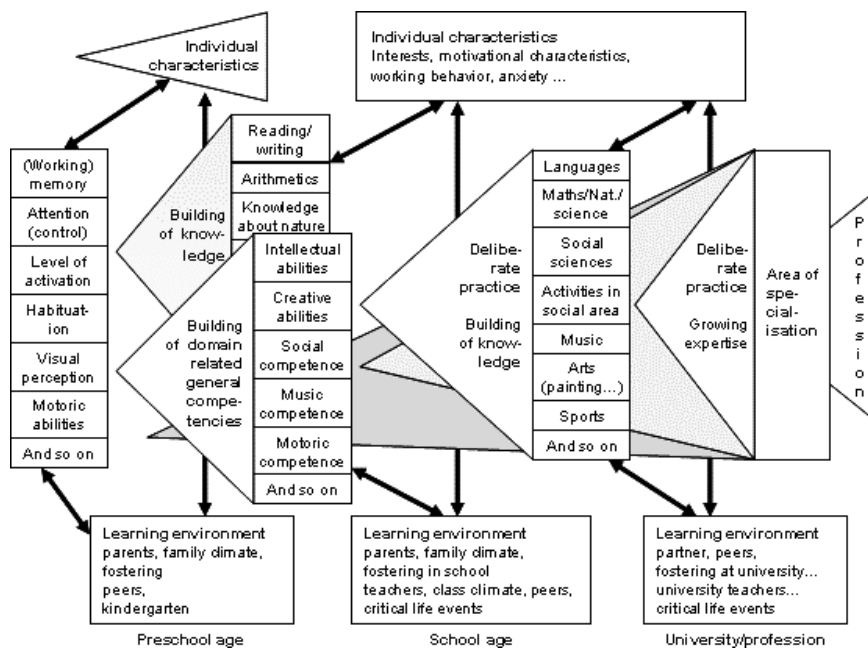 Individual
characteristics
Individual characteristics
Interests, motivational characteristics,
working behavior, anxiety ...
(Working)
memory
Attention
(control)
Level of
activation
Habituat-
ion
Visual
perception
Motoric
abilities
And so on
Building
of know-
ledge
Reading/
writing
Arithmetics
Knowledge
about nature
Building
of domain
related
general
compe-
tencies
Intellectual
abilities
Creative
abilities
Social
competence
Music
competence
Motoric
competence
And so on
Delibe-
rate
practice
Building
of know-
ledge
Languages
Maths/Nat./
science
Social
sciences
Activities in
social area
Music
Arts
(painting...)
Sports
And so on
Delibe-
rate
practice
Growing
expertise
Area of
spe-
cial-
isation
Profession
Learning environment
parents, family climate,
fostering
peers,
kindergarten
Learning environment
parents, family climate,
fostering in school
teachers, class climate, peers,
critical life events
Learning environment
partner, peers,
fostering at university...
university teachers...
critical life events
Preschool age
School age
University/profession